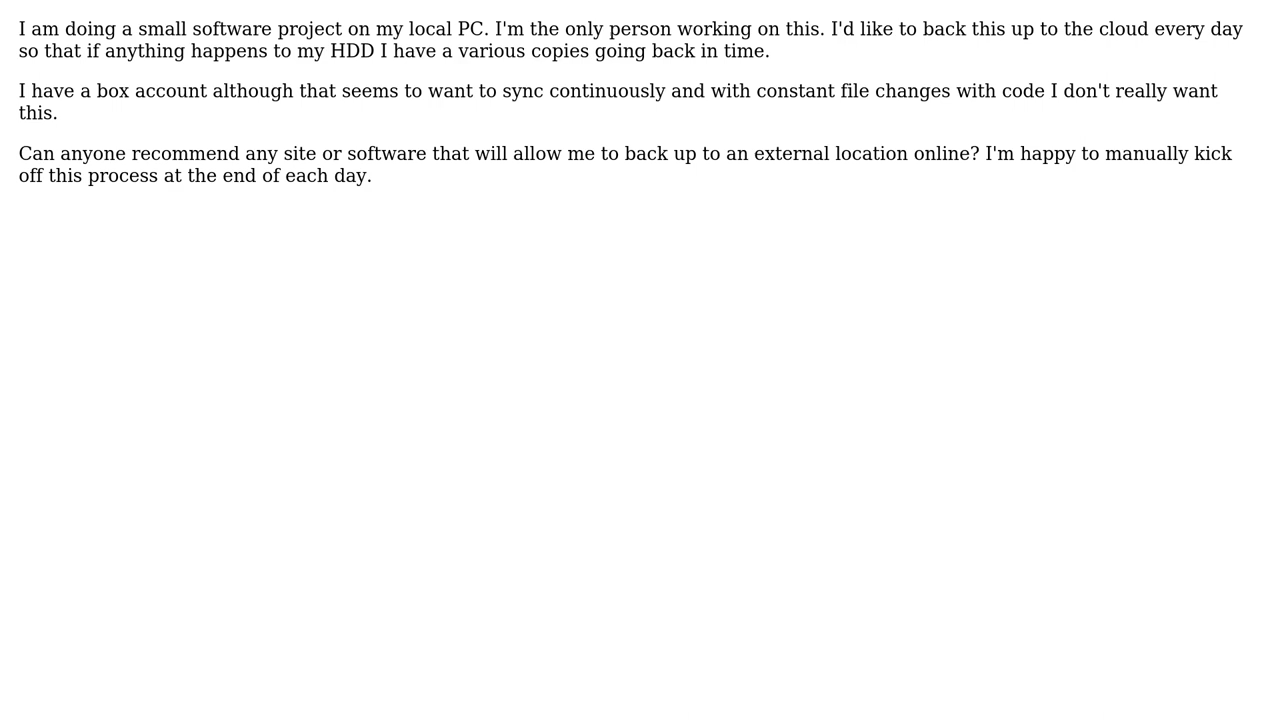 I am doing a small software project on my local PC. I'm the only person working on this. I'd like to back this up to the cloud every day
so that if anything happens to my HDD I have a various copies going back in time.
I have a box account although that seems to want to sync continuously and with constant file changes with code I don't really want
this.
Can anyone recommend any site or software that will allow me to back up to an external location online? I'm happy to manually kick
off this process at the end of each day.